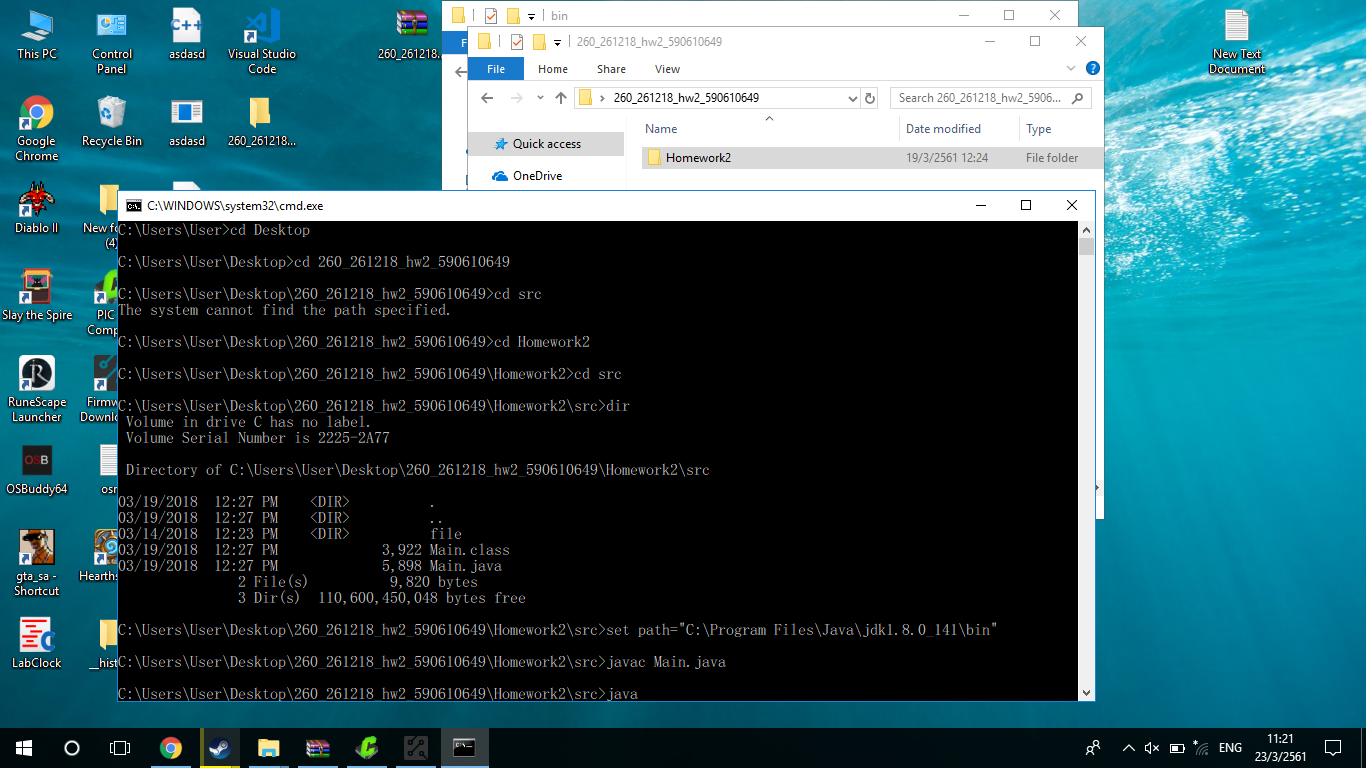 This PC
Control Panel
asdasd
Visual Studio Code
260_261218...
New Text Document
Google Chrome
Recycle Bin
asdasd
260_261218...
Diablo II
New fo
(4)
Slay the Spire
PIC
Comp
RuneScape Launcher
Firmw
Downlo
OSBuddy64
osr
gta_sa - Shortcut
Hearths
LabClock
__hist
bin
F
260_261218_hw2_590610649
File Home Share View
260_261218_hw2_590610649
Search 260_261218_hw2_5906...
Name Date modified Type
Quick access
Homework2 19/3/2561 12:24 File folder
OneDrive
C:\WINDOWS\system32\cmd.exe
C:\Users\User>cd Desktop
C:\Users\User\Desktop>cd 260_261218_hw2_590610649
C:\Users\User\Desktop\260_261218_hw2_590610649>cd src
The system cannot find the path specified.
C:\Users\User\Desktop\260_261218_hw2_590610649>cd Homework2
C:\Users\User\Desktop\260_261218_hw2_590610649\Homework2>cd src
C:\Users\User\Desktop\260_261218_hw2_590610649\Homework2\src>dir
Volume in drive C has no label.
Volume Serial Number is 2225-2A77
Directory of C:\Users\User\Desktop\260_261218_hw2_590610649\Homework2\src
03/19/2018 12:27 PM <DIR> .
03/19/2018 12:27 PM <DIR> ..
03/14/2018 12:23 PM <DIR> file
03/19/2018 12:27 PM 3,922 Main.class
03/19/2018 12:27 PM 5,898 Main.java
2 File(s) 9,820 bytes
3 Dir(s) 110,600,450,048 bytes free
C:\Users\User\Desktop\260_261218_hw2_590610649\Homework2\src>set path="C:\Program Files\Java\jdk1.8.0_141\bin"
C:\Users\User\Desktop\260_261218_hw2_590610649\Homework2\src>javac Main.java
C:\Users\User\Desktop\260_261218_hw2_590610649\Homework2\src>java
ENG
11:21
23/3/2561